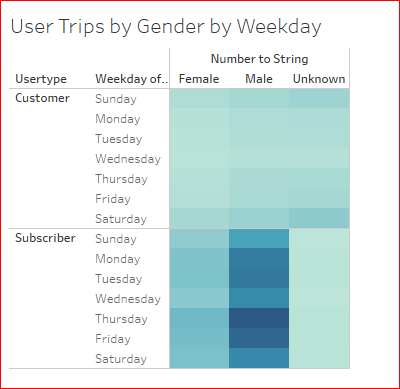 User Trips by Gender by Weekday
Number to String
Usertype Weekday of.. Female Male Unknown
Customer Sunday
Monday
Tuesday
Wednesday
Thursday
Friday
Saturday
Subscriber Sunday
Monday
Tuesday
Wednesday
Thursday
Friday
Saturday